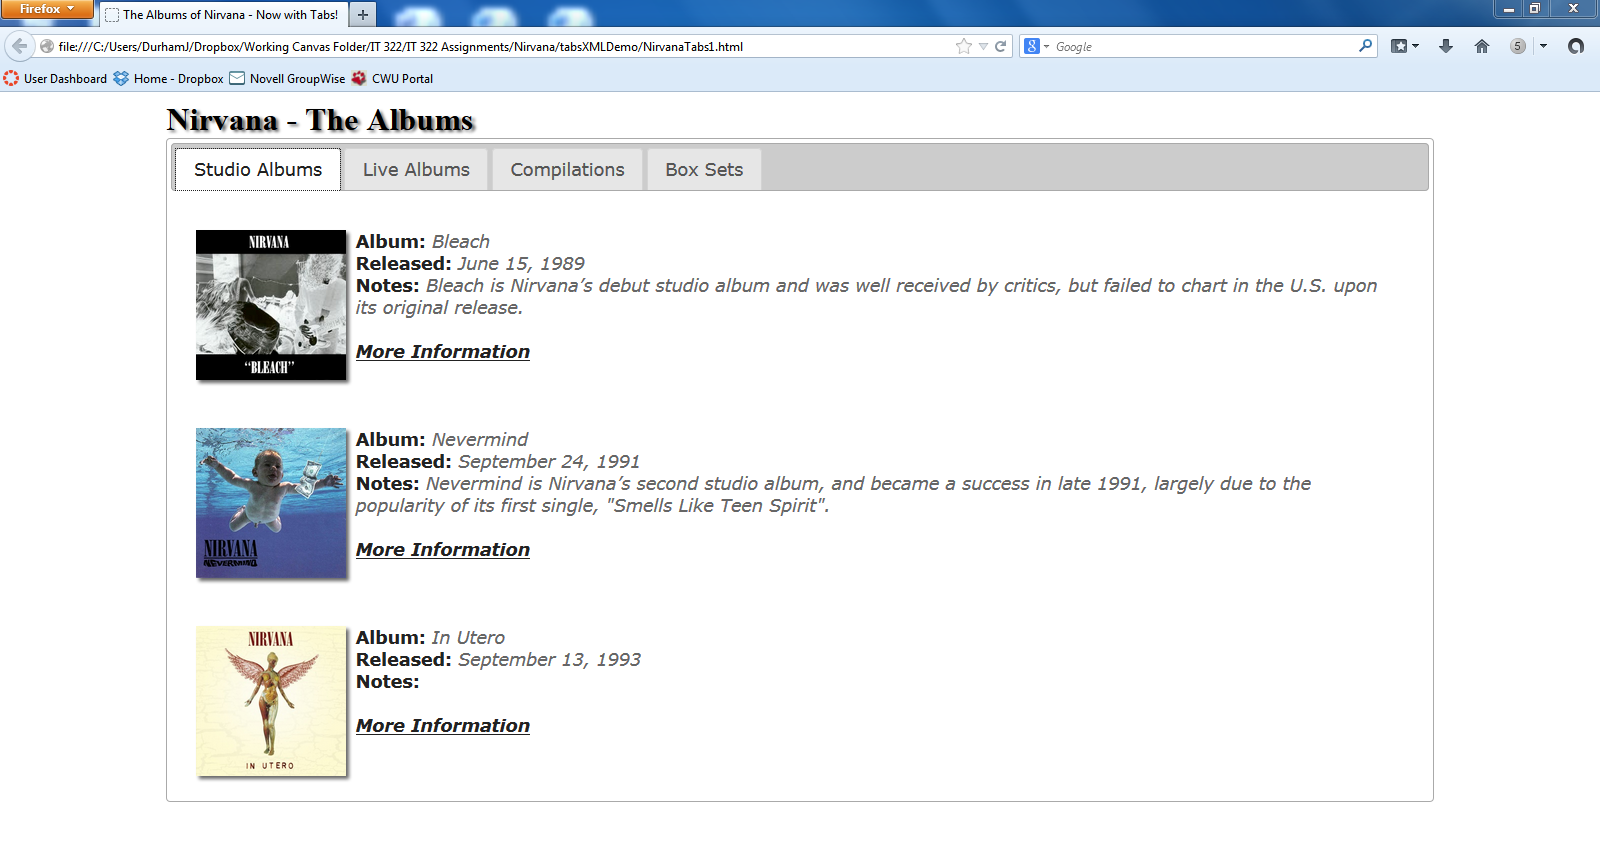 Firefox
The Albums of Nirvana - Now with Tabs!
file:///C:/Users/DurhamJ/Dropbox/Working Canvas Folder/IT 322/IT 322 Assignments/Nirvana/tabsXMLDemo/NirvanaTabs1.html
8
Google
5
User Dashboard
Home - Dropbox
Novell GroupWise
CWU Portal
Nirvana - The Albums
Studio Albums
Live Albums
Compilations
Box Sets
NIRVANA
"BLEACH"
Album: Bleach
Released: June 15, 1989
Notes: Bleach is Nirvana’s debut studio album and was well received by critics, but failed to chart in the U.S. upon
its original release.
More Information
NIRVANA
NEVERMIND
Album: Nevermind
Released: September 24, 1991
Notes: Nevermind is Nirvana’s second studio album, and became a success in late 1991, largely due to the
popularity of its first single, "Smells Like Teen Spirit".
More Information
NIRVANA
IN UTERO
Album: In Utero
Released: September 13, 1993
Notes:
More Information